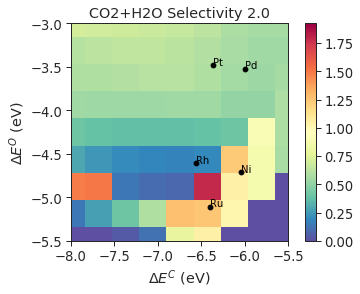 CO2+H2O Selectivity 2.0
−3.0
−3.5
−4.0
−4.5
−5.0
−5.5
ΔE^O (eV)
Pt
Pd
Rh
Ni
Ru
−8.0 −7.5 −7.0 −6.5 −6.0 −5.5
ΔE^C (eV)
1.75
1.50
1.25
1.00
0.75
0.50
0.25
0.00